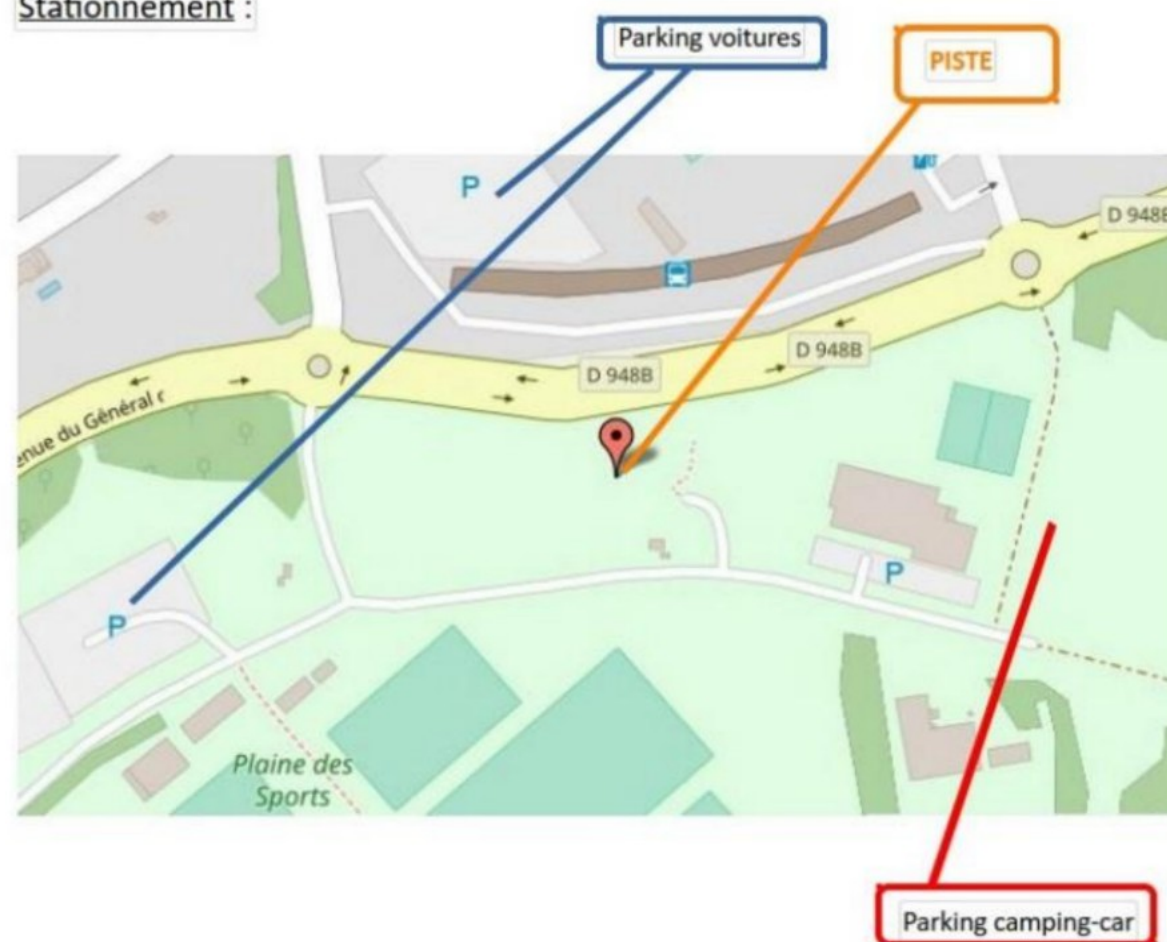 Stationnement :
Parking voitures
PISTE
P
D 948B
D 948B
D 948B
enue du Général c
P
P
Plaine des
Sports
Parking camping-car